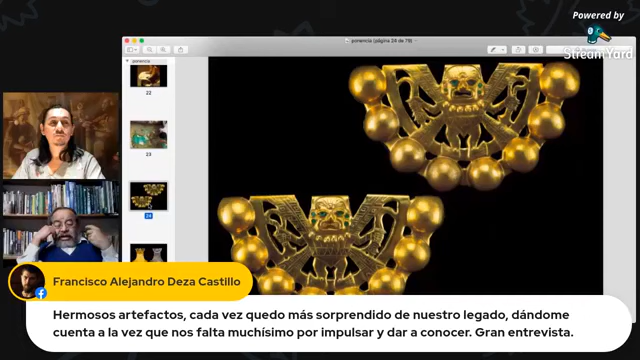 Powered by
StreamYard
ponencia (página 24 de 79)
ponencia
22
23
24
Francisco Alejandro Deza Castillo
Hermosos artefactos, cada vez quedo más sorprendido de nuestro legado, dándome
cuenta a la vez que nos falta muchísimo por impulsar y dar a conocer. Gran entrevista.